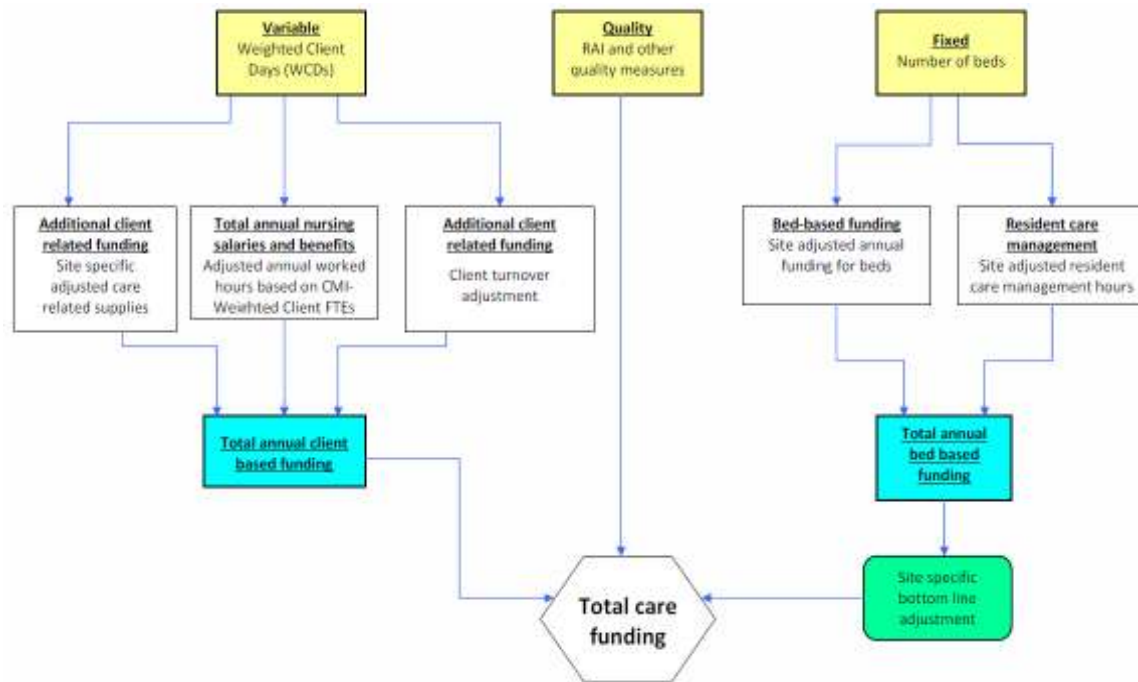 Variable
Weighted Client
Days (WCDs)
Quality
RAI and other
quality measures
Fixed
Number of beds
Additional client
related funding
Site specific
adjusted care
related supplies
Total annual nursing
salaries and benefits
Adjusted annual worked
hours based on CMI-
Weighted Client FTEs
Additional client
related funding
Client turnover
adjustment
Bed-based funding
Site adjusted annual
funding for beds
Resident care
management
Site adjusted resident
care management hours
Total annual client
based funding
Total annual
bed based
funding
Total care
funding
Site specific
bottom line
adjustment